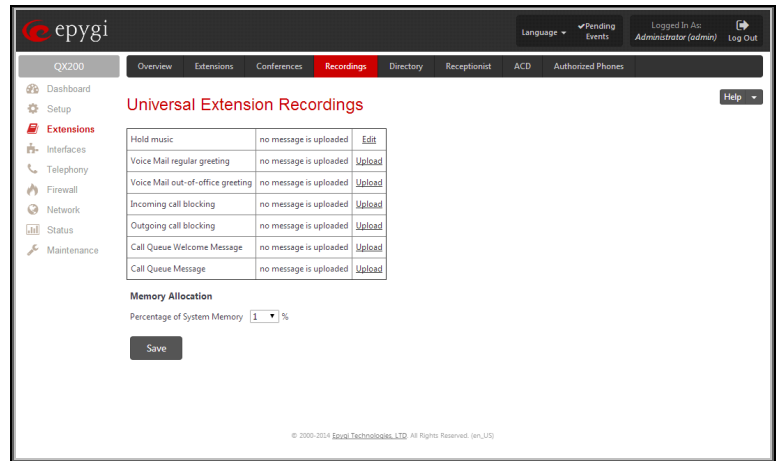 epygi
Language
Pending Events
Logged In As:
Administrator (admin)
Log Out
QX200
Overview Extensions Conferences Recordings Directory Receptionist ACD Authorized Phones
Dashboard
Setup
Extensions
Interfaces
Telephony
Firewall
Network
Status
Maintenance
Help
Universal Extension Recordings
Hold music no message is uploaded Edit
Voice Mail regular greeting no message is uploaded Upload
Voice Mail out-of-office greeting no message is uploaded Upload
Incoming call blocking no message is uploaded Upload
Outgoing call blocking no message is uploaded Upload
Call Queue Welcome Message no message is uploaded Upload
Call Queue Message no message is uploaded Upload
Memory Allocation
Percentage of System Memory 1 %
Save
© 2000-2014 Epygi Technologies, LTD. All Rights Reserved. (en_US)